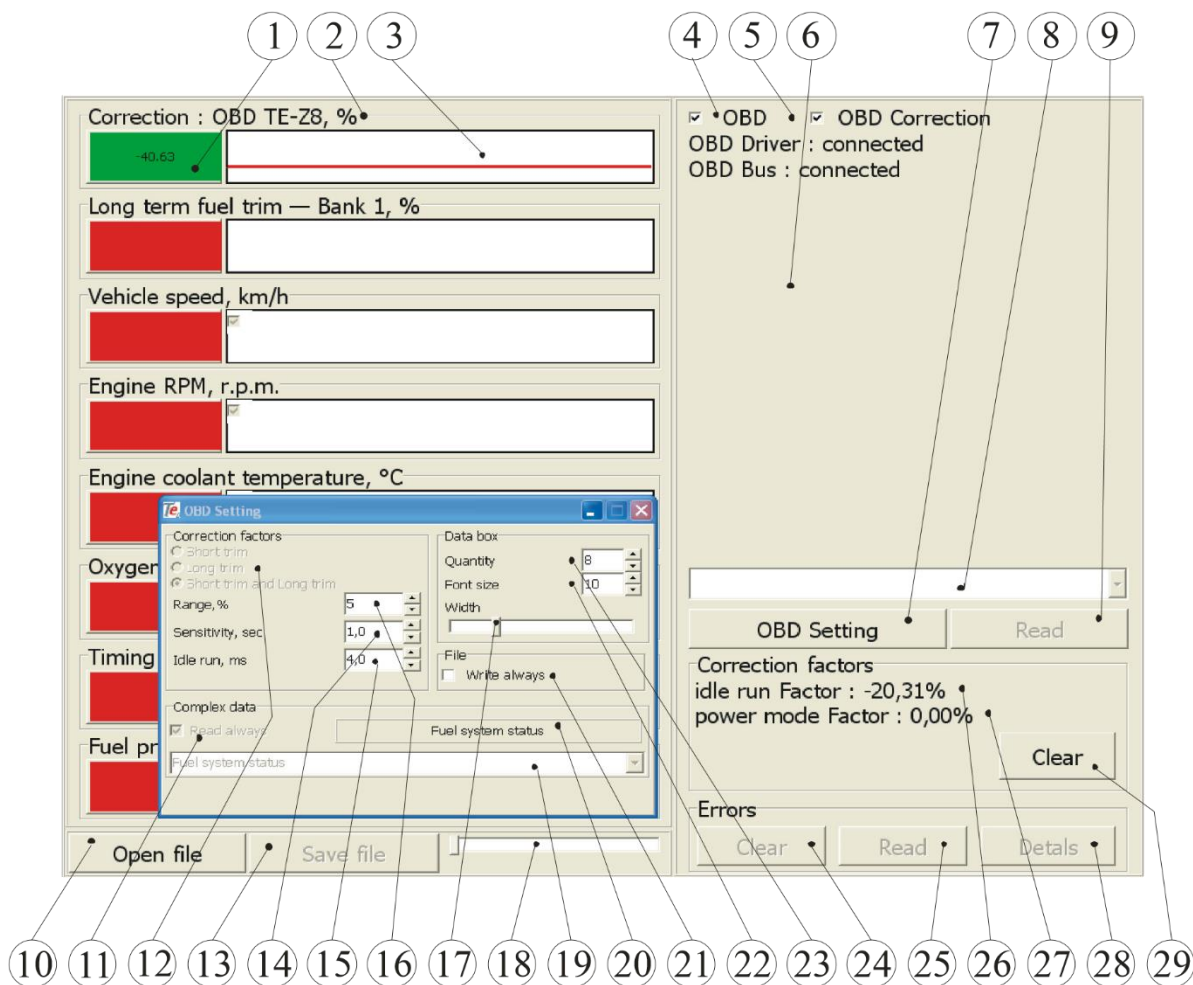 1 2 3 4 5 6 7 8 9
Correction : OBD TE-Z8, %
-40.63
Long term fuel trim — Bank 1, %
Vehicle speed, km/h
Engine RPM, r.p.m.
Engine coolant temperature, °C
Oxygen
Timing
Fuel pr
Open file
Save file
OBD Setting
Correction factors
Short trim
Long trim
Short trim and Long trim
Range, % 5
Sensitivity, sec 1,0
Idle run, ms 4,0
Data box
Quantity 8
Font size 10
Width
File
Write always
Complex data
Read always
Fuel system status
Fuel system status
OBD OBD Correction
OBD Driver : connected
OBD Bus : connected
OBD Setting
Read
Correction factors
idle run Factor : -20,31%
power mode Factor : 0,00%
Clear
Errors
Clear
Read
Detals
10 11 12 13 14 15 16 17 18 19 20 21 22 23 24 25 26 27 28 29